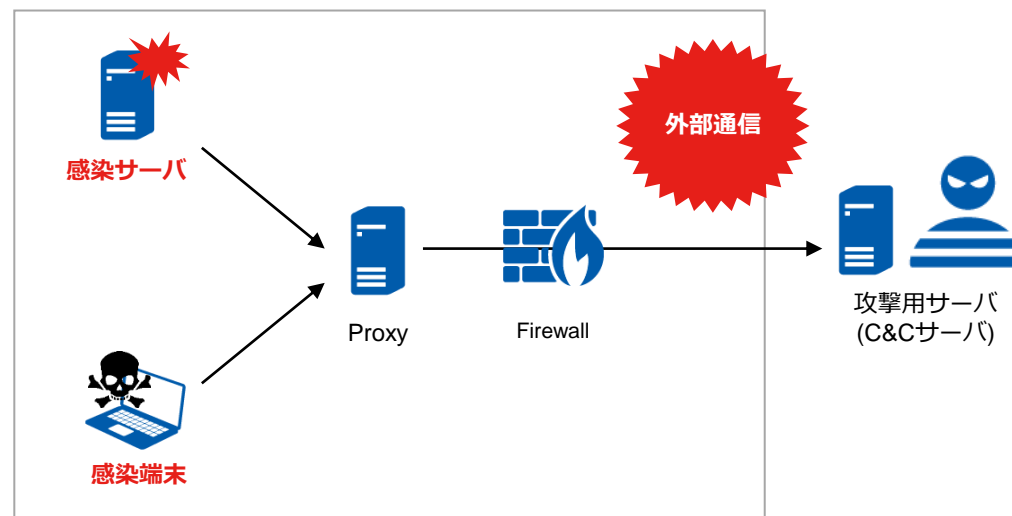 外部通信
感染サーバ
Proxy
Firewall
攻撃用サーバ
(C&Cサーバ)
感染端末